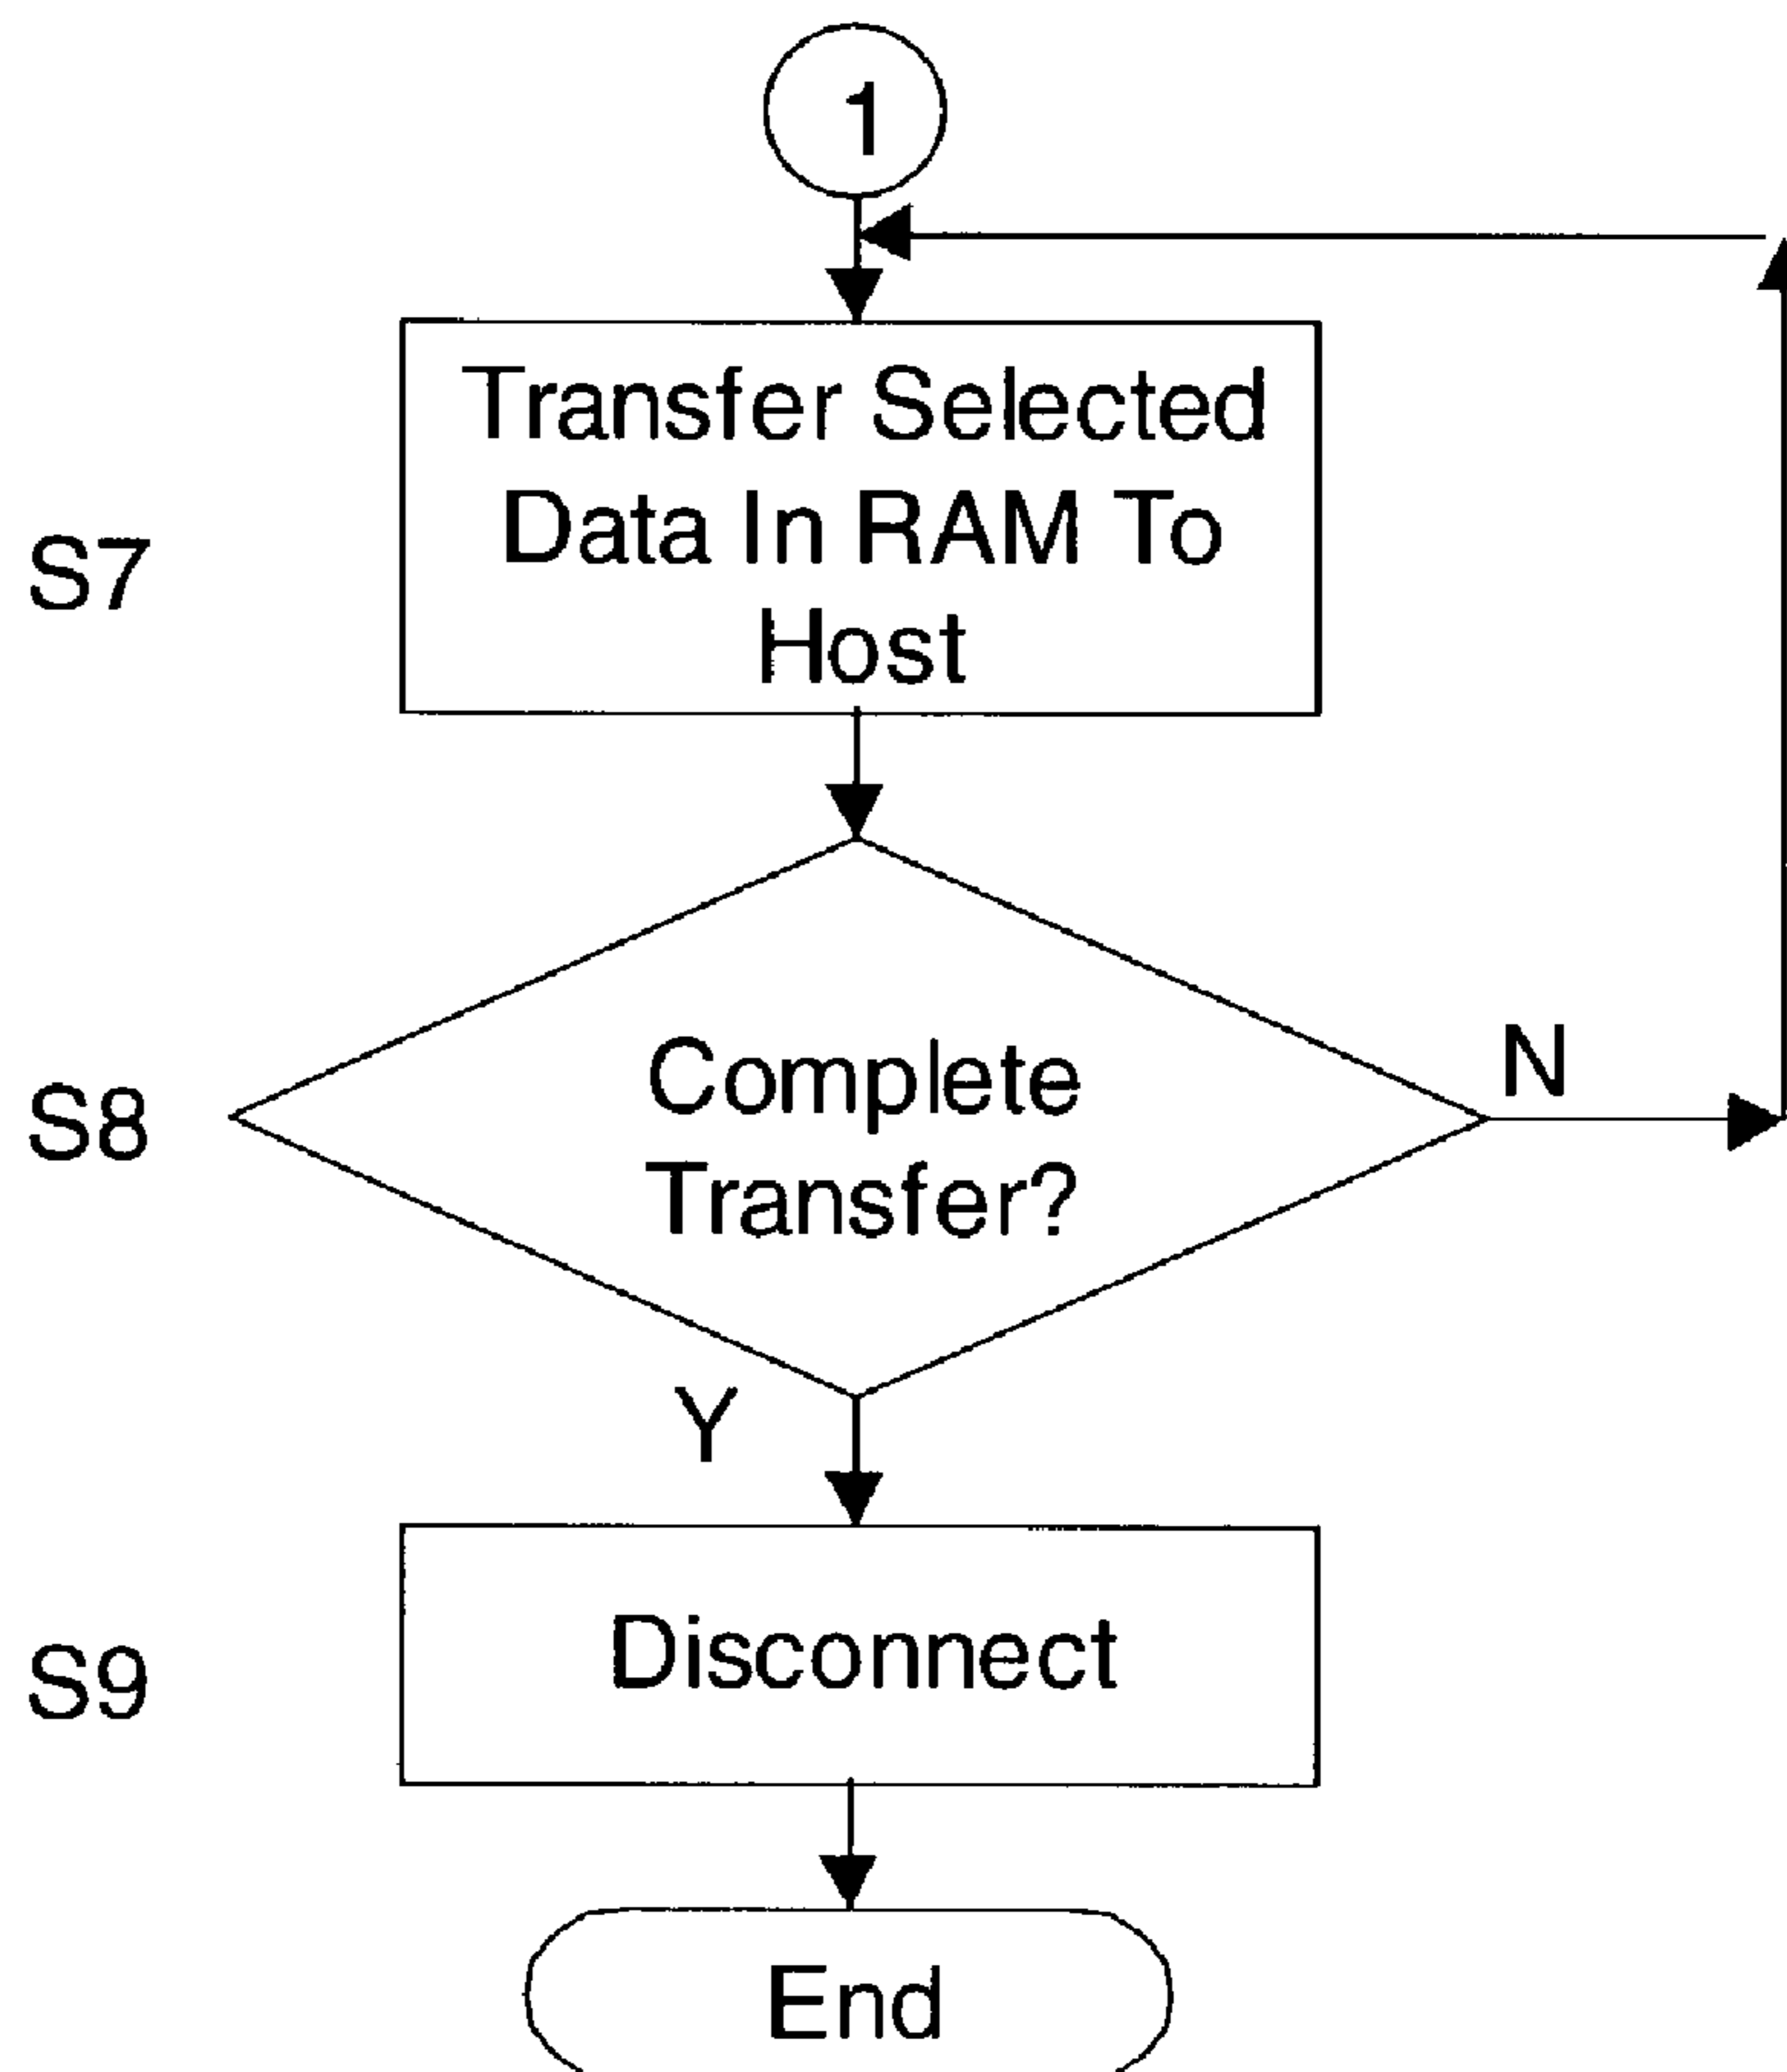 1
Transfer Selected
Data In RAM To
Host
S7
Complete
Transfer?
S8
N
Y
Disconnect
S9
End